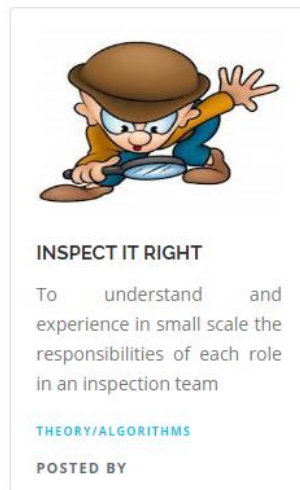 INSPECT IT RIGHT
To understand and
experience in small scale the
responsibilities of each role
in an inspection team
THEORY/ALGORITHMS
POSTED BY